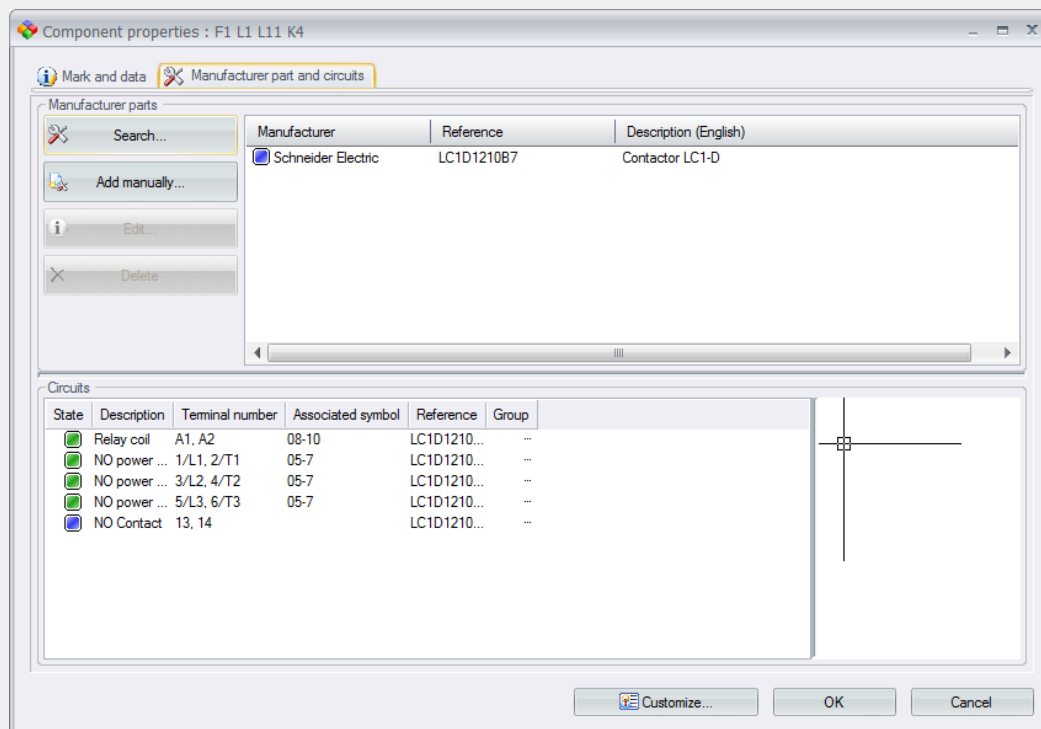 Component properties : F1 L1 L11 K4
Mark and data
Manufacturer part and circuits
Manufacturer parts
Search...
Add manually...
Edit...
Delete
Manufacturer Reference Description (English)
Schneider Electric LC1D1210B7 Contactor LC1-D
Circuits
State Description Terminal number Associated symbol Reference Group
Relay coil A1, A2 08-10 LC1D1210... ...
NO power ... 1/L1, 2/T1 05-7 LC1D1210... ...
NO power ... 3/L2, 4/T2 05-7 LC1D1210... ...
NO power ... 5/L3, 6/T3 05-7 LC1D1210... ...
NO Contact 13, 14 LC1D1210... ...
Customize...
OK
Cancel